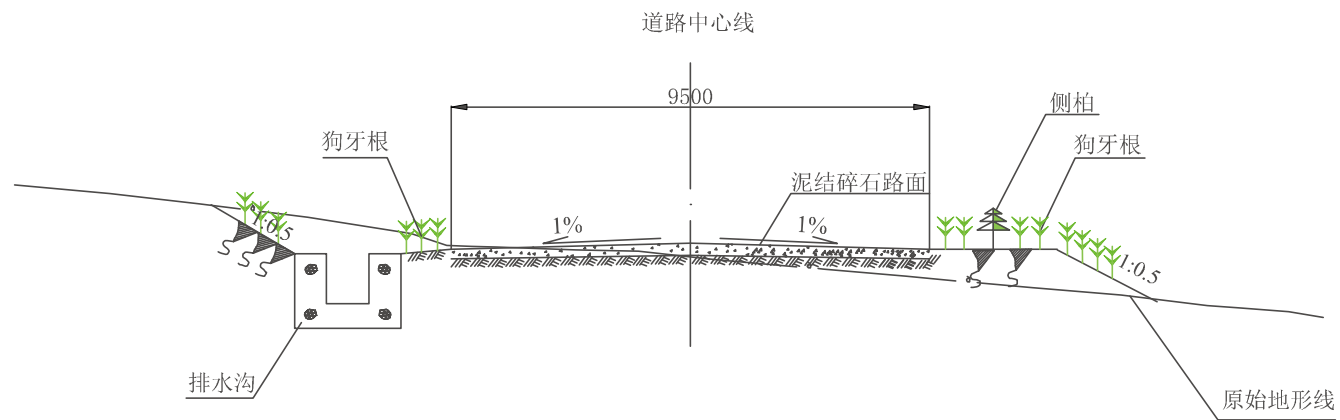 道路中心线
9500
侧柏
狗牙根
狗牙根
泥结碎石路面
1:0.5
1%
1%
1:0.5
排水沟
原始地形线